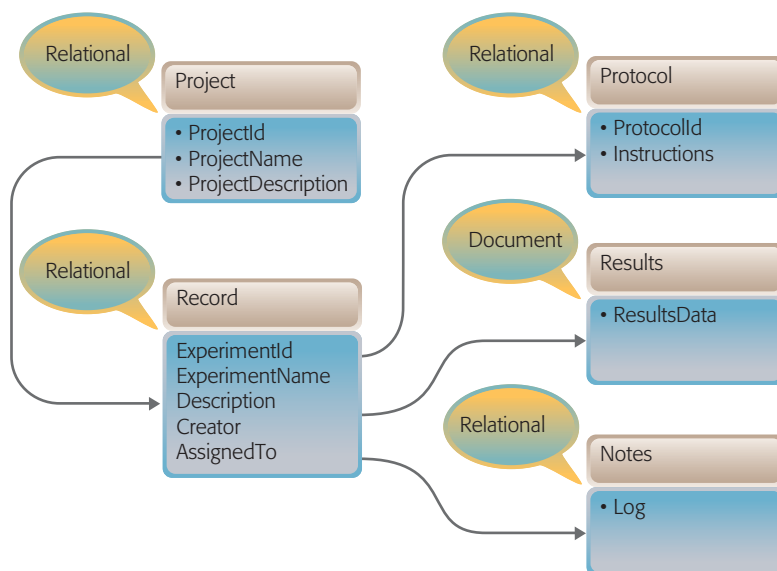 Relational
Project
• ProjectId
• ProjectName
• ProjectDescription
Relational
Record
ExperimentId
ExperimentName
Description
Creator
AssignedTo
Relational
Protocol
• ProtocolId
• Instructions
Document
Results
• ResultsData
Relational
Notes
• Log